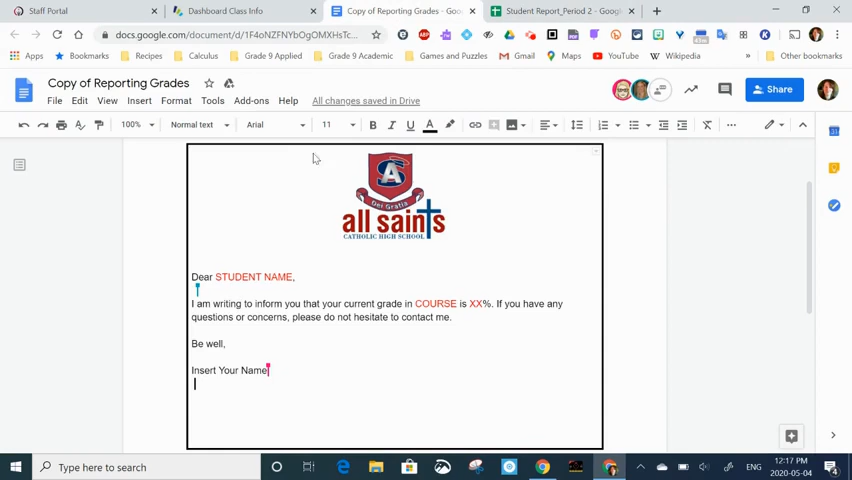 Staff Portal
Dashboard Class Info
Copy of Reporting Grades - Goo
Student Report_Period 2 - Googl
docs.google.com/document/d/1F4oNZFNYbOgOMXHsTc...
Apps
Recipes
Calculus
Grade 9 Applied
Grade 9 Academic
Games and Puzzles
Gmail
Maps
YouTube
Wikipedia
Other bookmarks
Copy of Reporting Grades
File Edit View Insert Format Tools Add-ons Help All changes saved in Drive
Share
100% Normal text Arial 11 B I U A
Dei Gratia
all saints
CATHOLIC HIGH SCHOOL
Dear STUDENT NAME,
I am writing to inform you that your current grade in COURSE is XX%. If you have any
questions or concerns, please do not hesitate to contact me.
Be well,
Insert Your Name
Type here to search
ENG
12:17 PM
2020-05-04
4